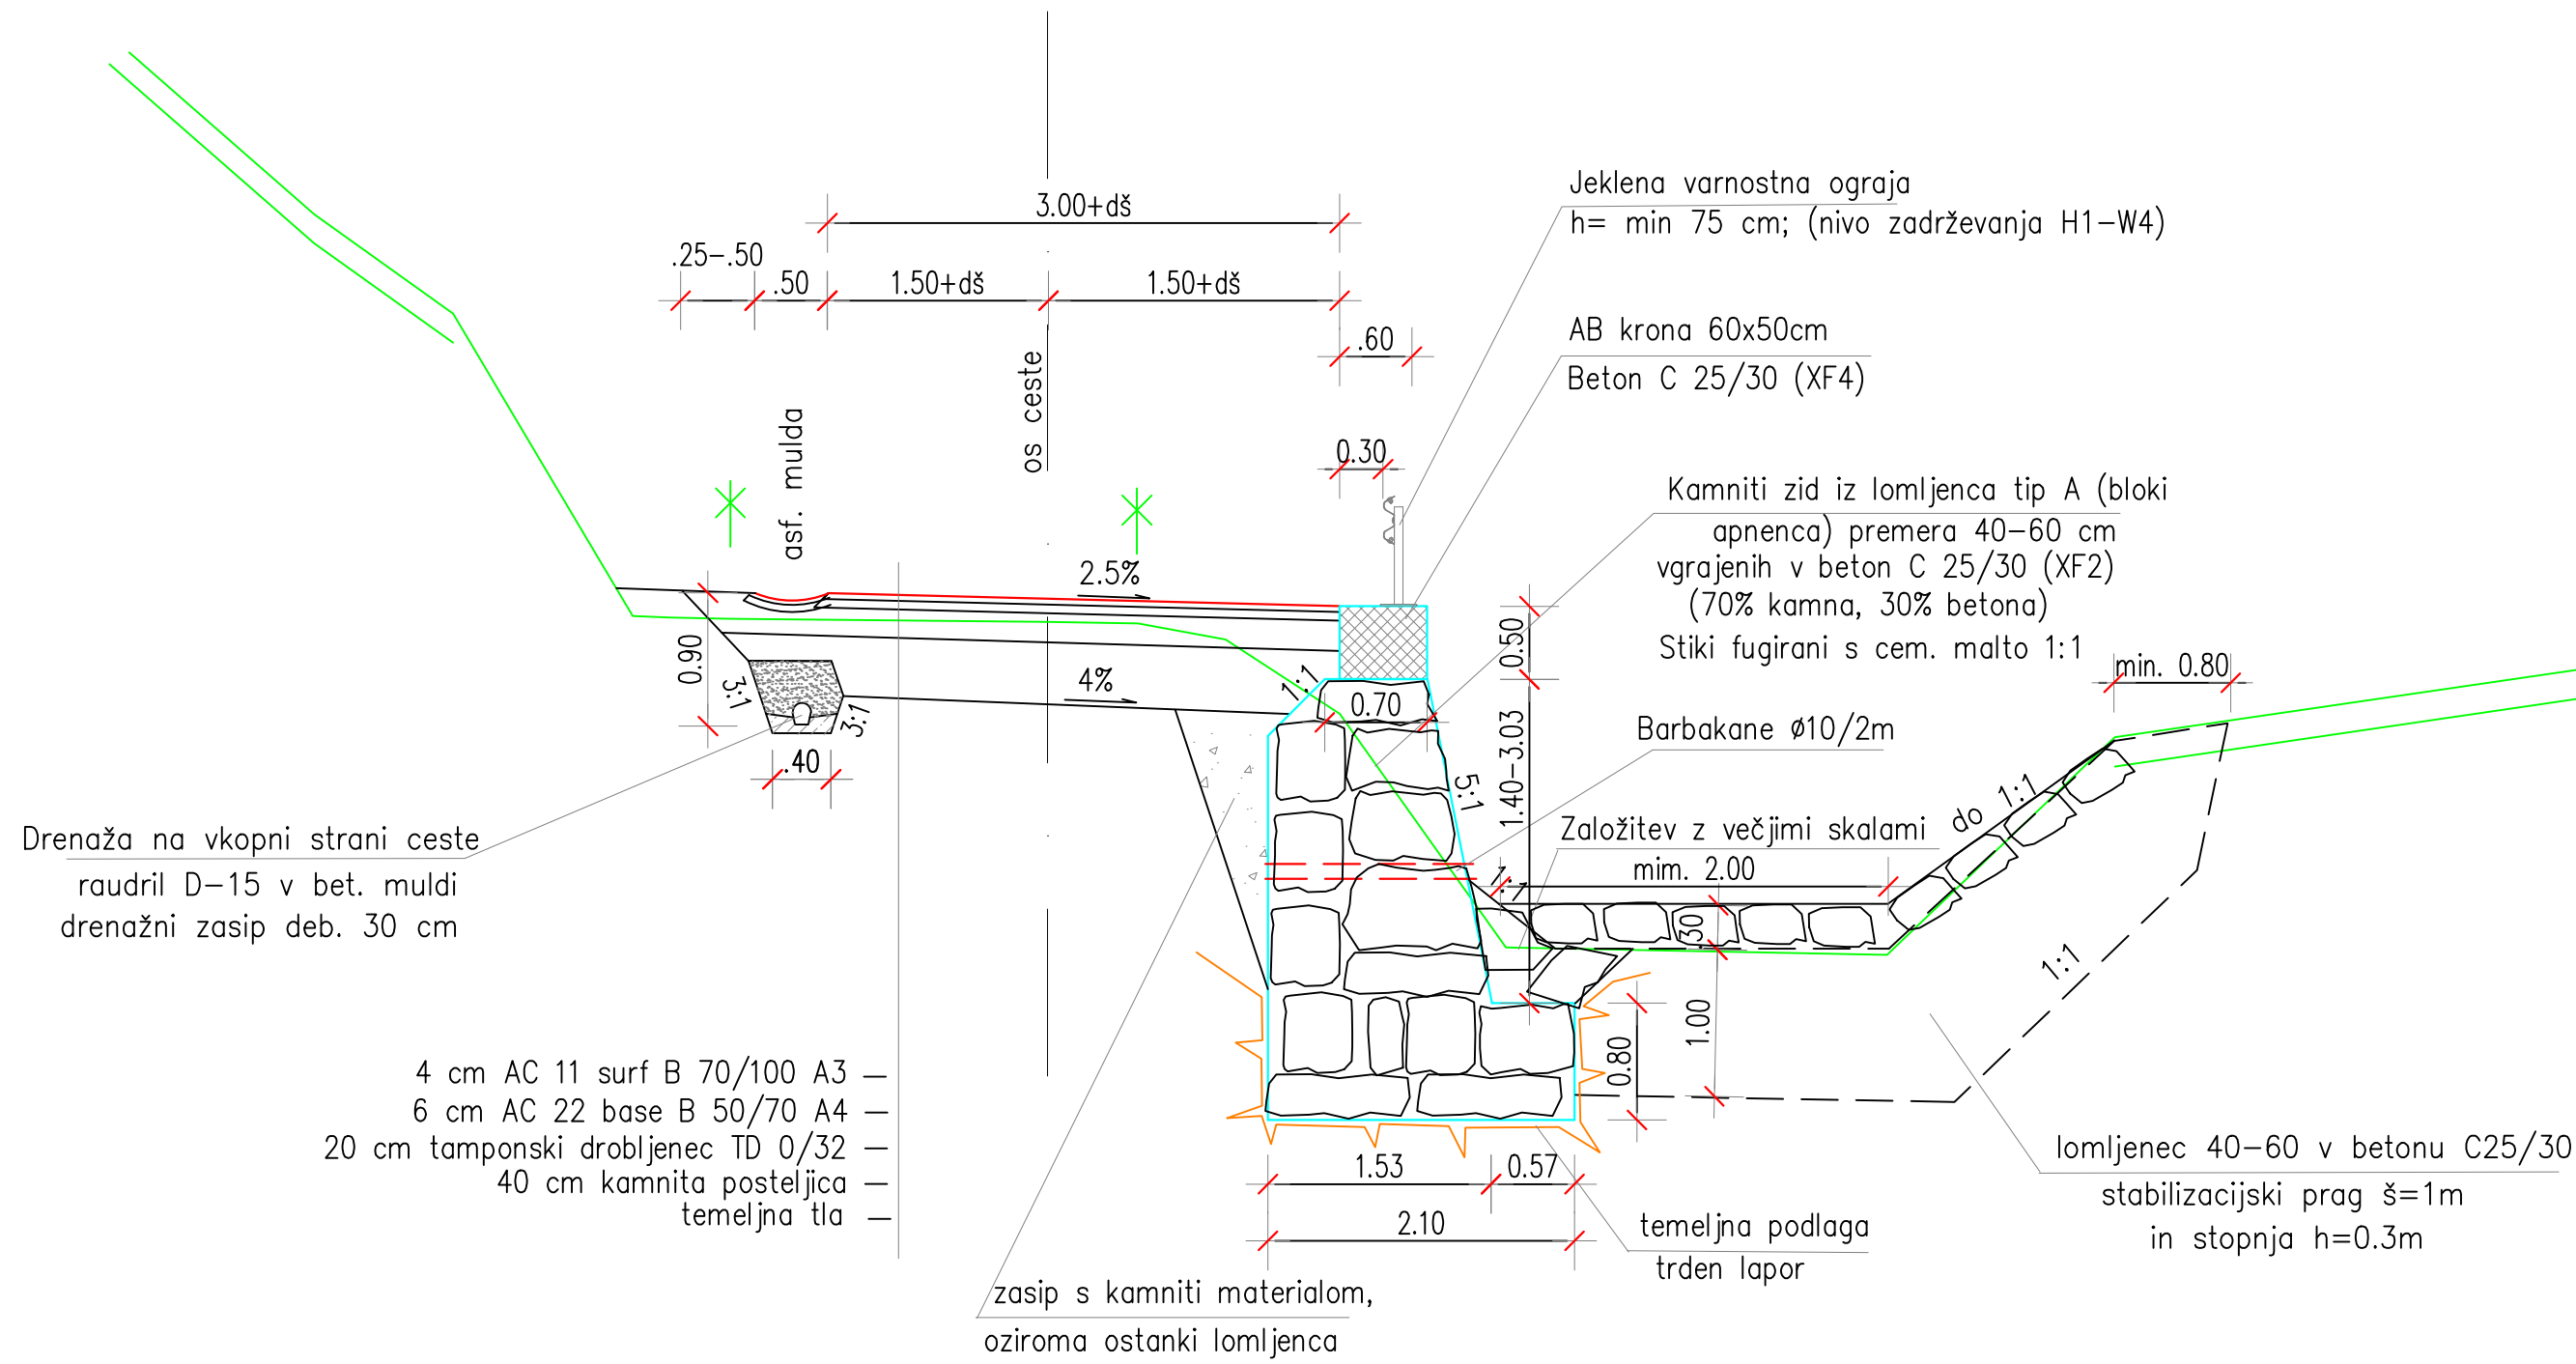 3.00+dš
.25-.50
.50
1.50+dš
1.50+dš
.60
0.30
os ceste
asf. mulda
Jeklena varnostna ograja
h= min 75 cm; (nivo zadrževanja H1-W4)
AB krona 60x50cm
Beton C 25/30 (XF4)
Kamniti zid iz lomljenca tip A (bloki
apnenca) premera 40-60 cm
vgrajenih v beton C 25/30 (XF2)
(70% kamna, 30% betona)
Stiki fugirani s cem. malto 1:1
2.5%
4%
0.90
3:1
3:1
.40
1:1
0.70
0.50
1.40-3.03
5:1
Barbakane ø10/2m
min. 0.80
Založitev z večjimi skalami
mim. 2.00
do 1:1
1:1
.30
1.00
1:1
0.80
Drenaža na vkopni strani ceste
raudril D-15 v bet. muldi
drenažni zasip deb. 30 cm
4 cm AC 11 surf B 70/100 A3
6 cm AC 22 base B 50/70 A4
20 cm tamponski drobljenec TD 0/32
40 cm kamnita posteljica
temeljna tla
1.53
0.57
2.10
lomljenec 40-60 v betonu C25/30
stabilizacijski prag š=1m
in stopnja h=0.3m
temeljna podlaga
trden lapor
zasip s kamniti materialom,
oziroma ostanki lomljenca